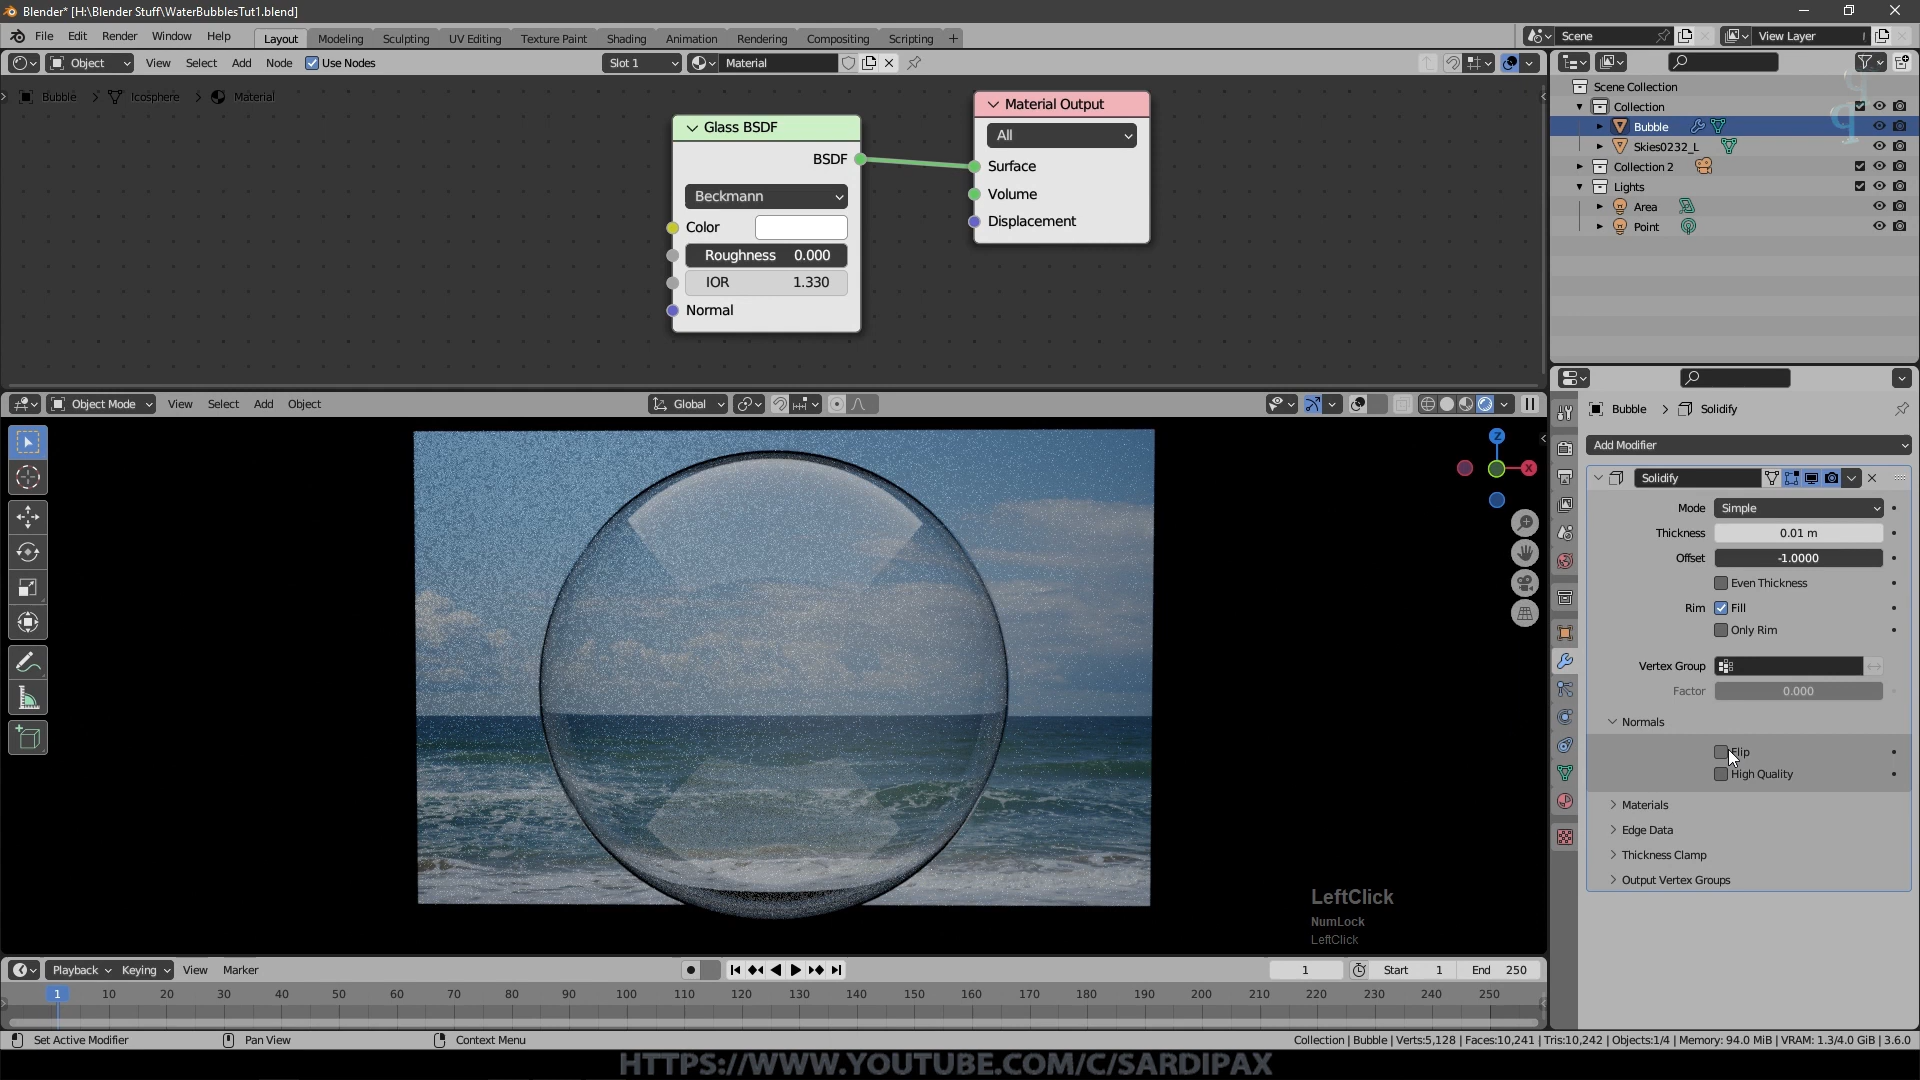 Blender* [H:\Blender Stuff\WaterBubblesTut1.blend]
File Edit Render Window Help Layout Modeling Sculpting UV Editing Texture Paint Shading Animation Rendering Compositing Scripting + Scene View Layer
Object View Select Add Node Use Nodes Slot 1 Material
Bubble > Icosphere > Material
Glass BSDF
BSDF
Beckmann
Color
Roughness 0.000
IOR 1.330
Normal
Material Output
All
Surface
Volume
Displacement
Scene Collection
Collection
Bubble
Skies0232_L
Collection 2
Lights
Area
Point
Object Mode View Select Add Object Global
Z
X
LeftClick
NumLock
LeftClick
Bubble > Solidify
Add Modifier
Solidify
Mode Simple
Thickness 0.01 m
Offset -1.0000
Even Thickness
Rim Fill
Only Rim
Vertex Group
Factor 0.000
Normals
Flip
High Quality
Materials
Edge Data
Thickness Clamp
Output Vertex Groups
Playback Keying View Marker 1 Start 1 End 250
1 10 20 30 40 50 60 70 80 90 100 110 120 130 140 150 160 170 180 190 200 210 220 230 240 250
Set Active Modifier Pan View Context Menu Collection | Bubble | Verts:5,128 | Faces:10,241 | Tris:10,242 | Objects:1/4 | Memory: 94.0 MiB | VRAM: 1.3/4.0 GiB | 3.6.0
HTTPS://WWW.YOUTUBE.COM/C/SARDIPAX